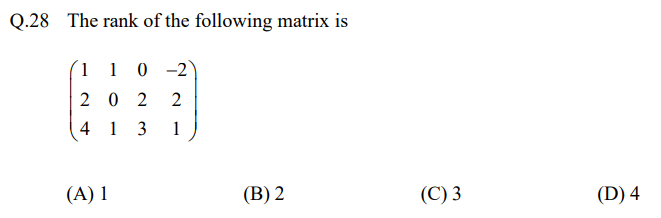 Q.28 The rank of the following matrix is
1 1 0 −2
2 0 2 2
4 1 3 1
(A) 1 (B) 2 (C) 3 (D) 4